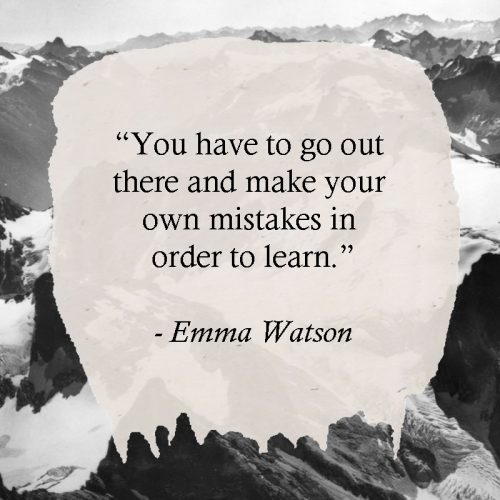 “You have to go out
there and make your
own mistakes in
order to learn.”
- Emma Watson